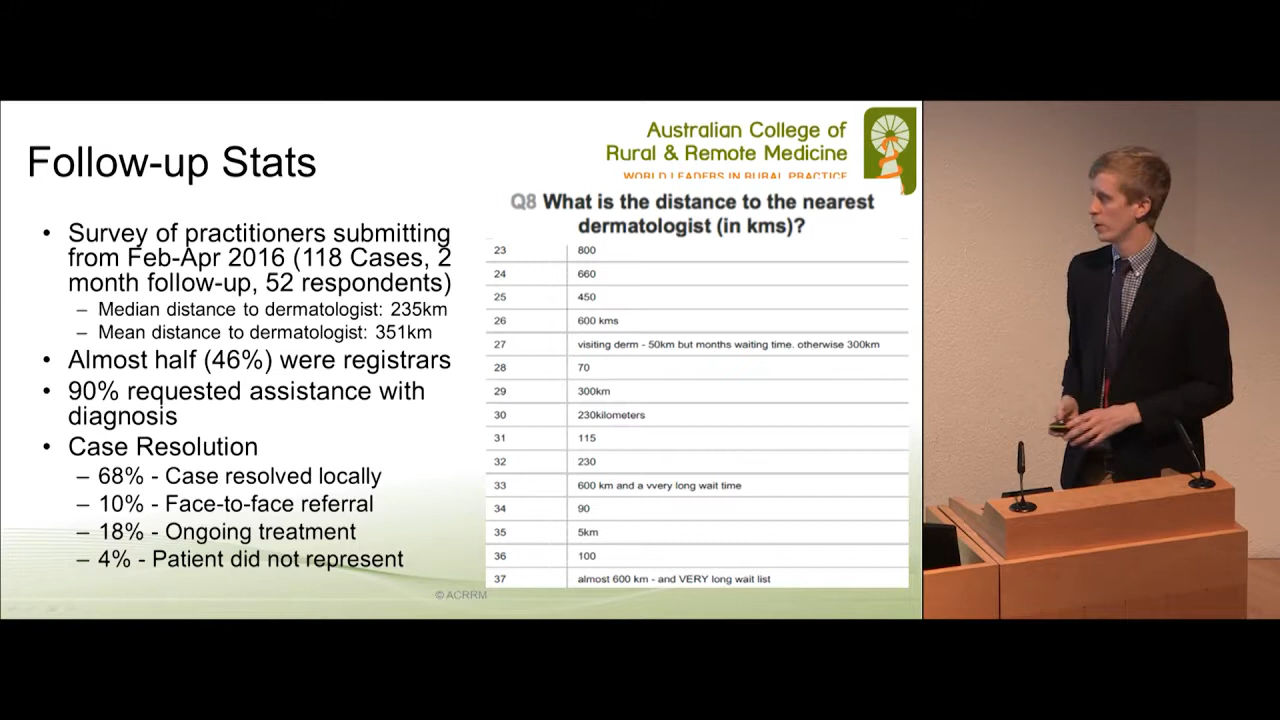 Australian College of
Rural & Remote Medicine
WORLD LEADERS IN RURAL PRACTICE
Follow-up Stats
• Survey of practitioners submitting
from Feb-Apr 2016 (118 Cases, 2
month follow-up, 52 respondents)
– Median distance to dermatologist: 235km
– Mean distance to dermatologist: 351km
• Almost half (46%) were registrars
• 90% requested assistance with
diagnosis
• Case Resolution
– 68% - Case resolved locally
– 10% - Face-to-face referral
– 18% - Ongoing treatment
– 4% - Patient did not represent
Q8 What is the distance to the nearest
dermatologist (in kms)?
23 800
24 660
25 450
26 600 kms
27 visiting derm - 50km but months waiting time. otherwise 300km
28 70
29 300km
30 230kilometers
31 115
32 230
33 600 km and a vvery long wait time
34 90
35 5km
36 100
37 almost 600 km - and VERY long wait list
© ACRRM